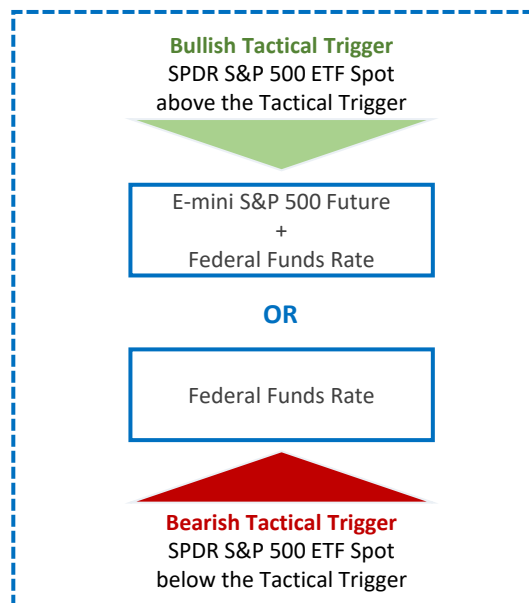 Bullish Tactical Trigger
SPDR S&P 500 ETF Spot
above the Tactical Trigger
E-mini S&P 500 Future
+
Federal Funds Rate
OR
Federal Funds Rate
Bearish Tactical Trigger
SPDR S&P 500 ETF Spot
below the Tactical Trigger